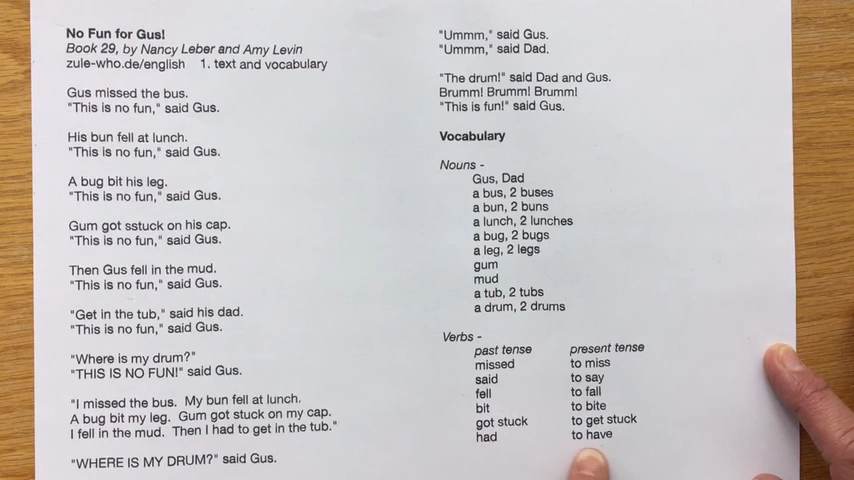 No Fun for Gus!
Book 29, by Nancy Leber and Amy Levin
zule-who.de/english 1. text and vocabulary
Gus missed the bus.
"This is no fun," said Gus.
His bun fell at lunch.
"This is no fun," said Gus.
A bug bit his leg.
"This is no fun," said Gus.
Gum got sstuck on his cap.
"This is no fun," said Gus.
Then Gus fell in the mud.
"This is no fun," said Gus.
"Get in the tub," said his dad.
"This is no fun," said Gus.
"Where is my drum?"
"THIS IS NO FUN!" said Gus.
"I missed the bus. My bun fell at lunch.
A bug bit my leg. Gum got stuck on my cap.
I fell in the mud. Then I had to get in the tub."
"WHERE IS MY DRUM?" said Gus.
"Ummm," said Gus.
"Ummm," said Dad.
"The drum!" said Dad and Gus.
Brumm! Brumm! Brumm!
"This is fun!" said Gus.
Vocabulary
Nouns -
Gus, Dad
a bus, 2 buses
a bun, 2 buns
a lunch, 2 lunches
a bug, 2 bugs
a leg, 2 legs
gum
mud
a tub, 2 tubs
a drum, 2 drums
Verbs -
past tense present tense
missed to miss
said to say
fell to fall
bit to bite
got stuck to get stuck
had to have